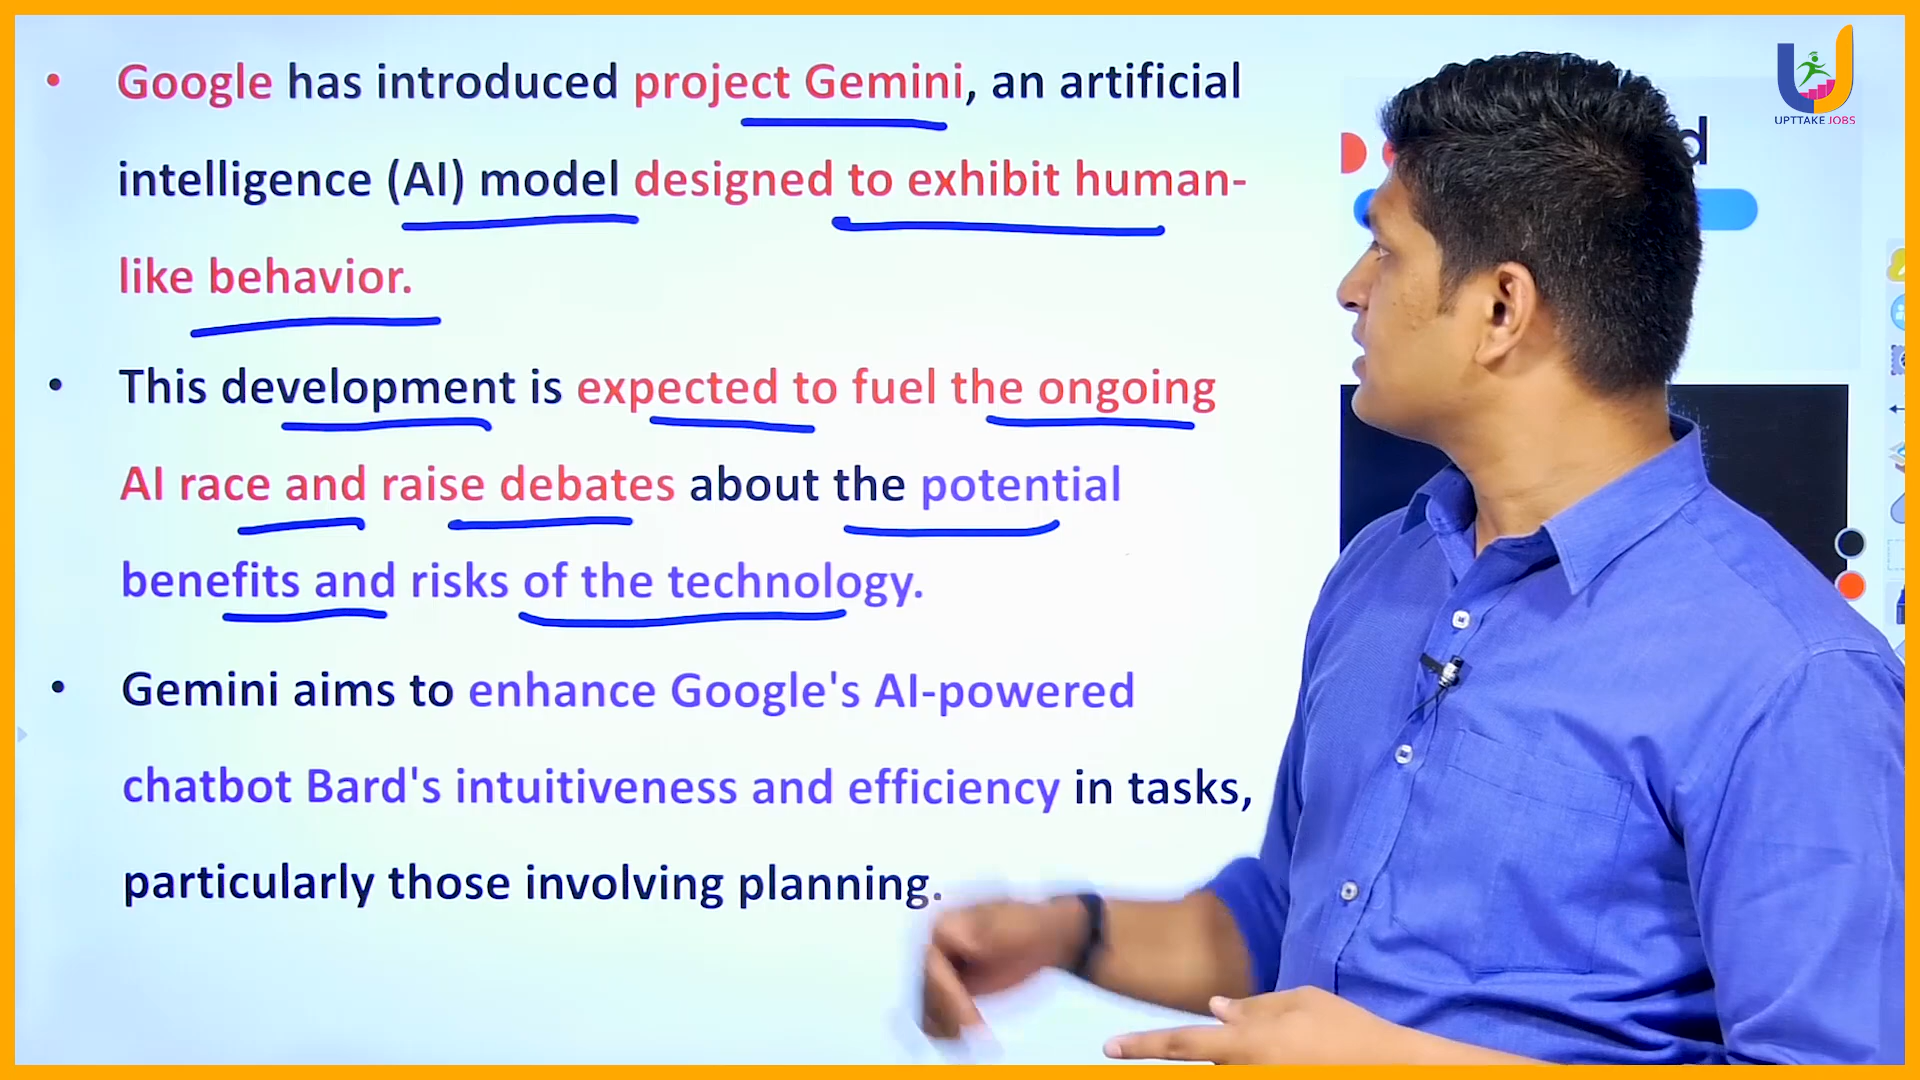 • Google has introduced project Gemini, an artificial
intelligence (AI) model designed to exhibit human-
like behavior.
• This development is expected to fuel the ongoing
AI race and raise debates about the potential
benefits and risks of the technology.
• Gemini aims to enhance Google's AI-powered
chatbot Bard's intuitiveness and efficiency in tasks,
particularly those involving planning.
UPTTAKE JOBS